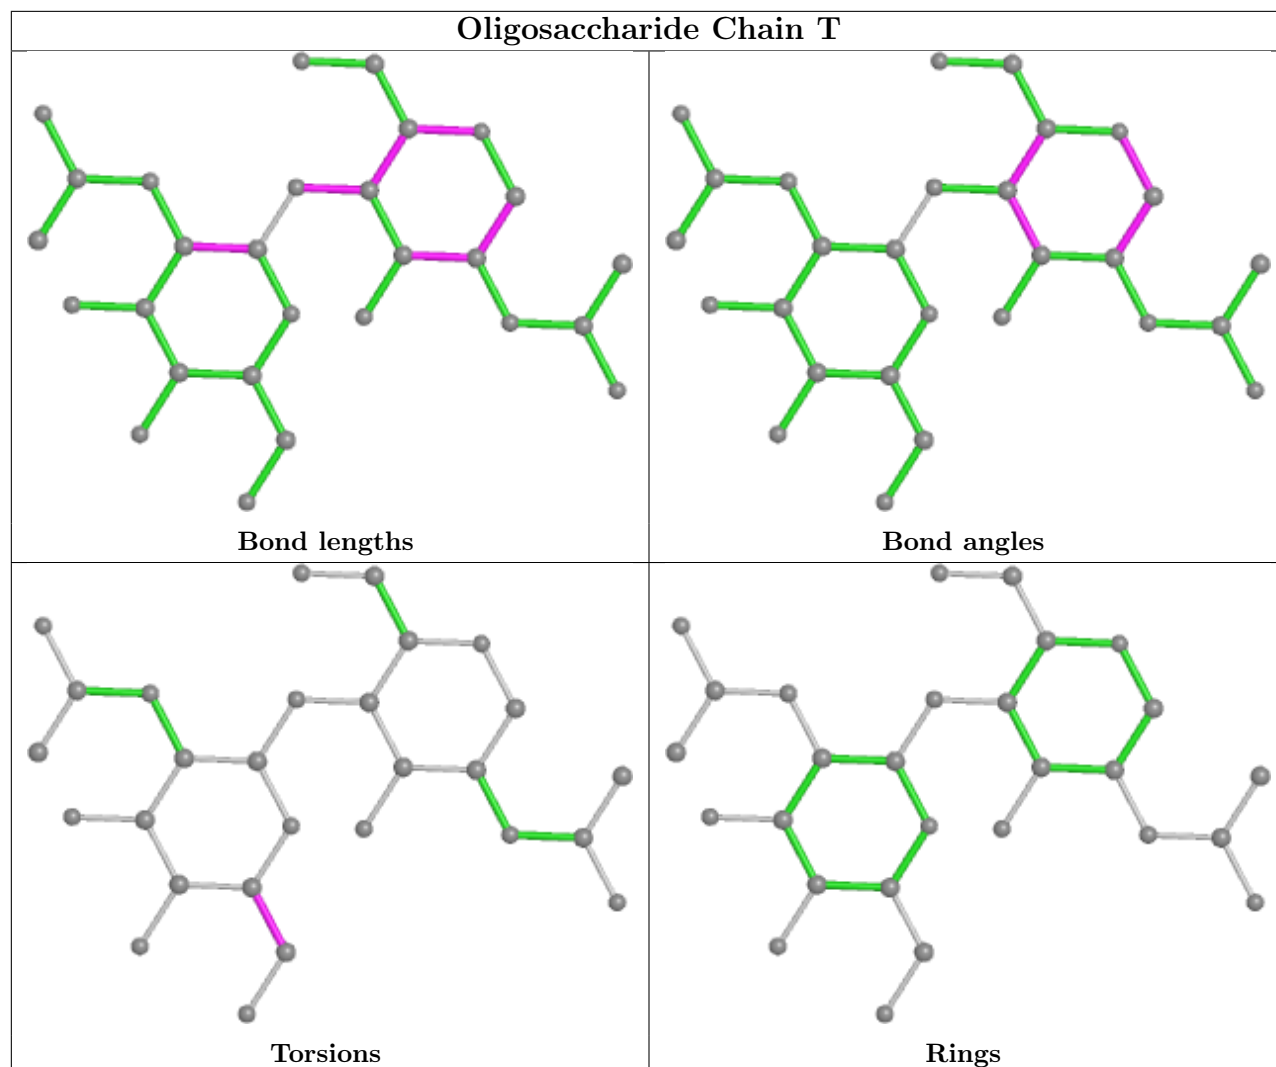 Oligosaccharide Chain T
Bond lengths
Bond angles
Torsions
Rings